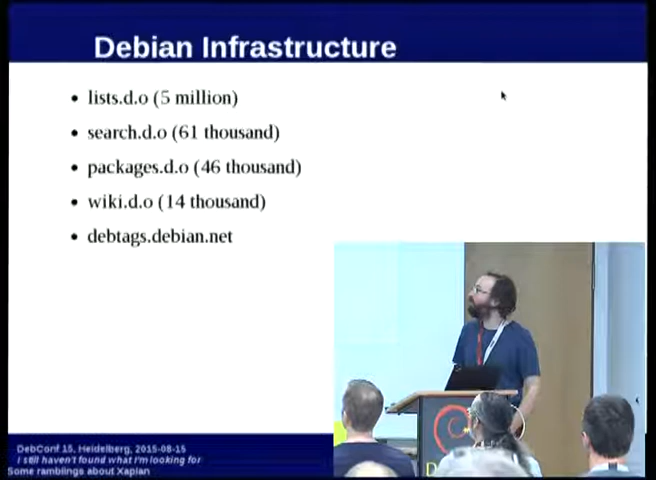 Debian Infrastructure
lists.d.o (5 million)
search.d.o (61 thousand)
packages.d.o (46 thousand)
wiki.d.o (14 thousand)
debtags.debian.net
DebConf 15, Heidelberg, 2015-08-15
I still haven't found what I'm looking for
Some ramblings about Xapian